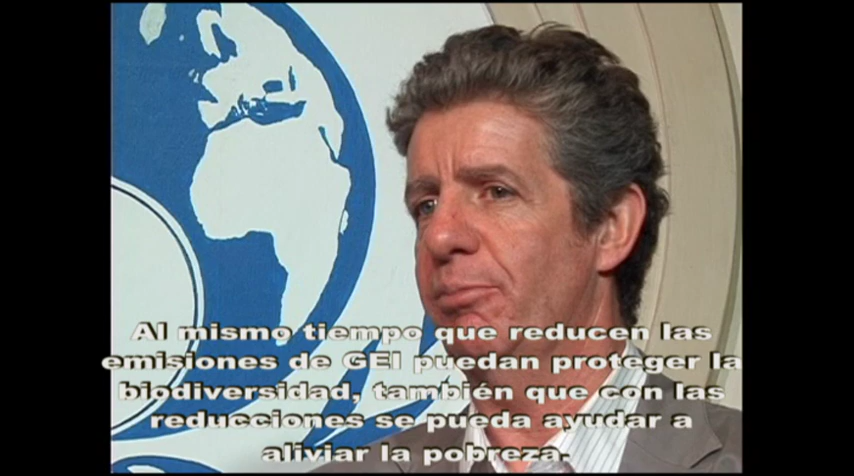 Al mismo tiempo que reducen las
emisiones de GEI puedan proteger la
biodiversidad, también que con las
reducciones se pueda ayudar a
aliviar la pobreza.